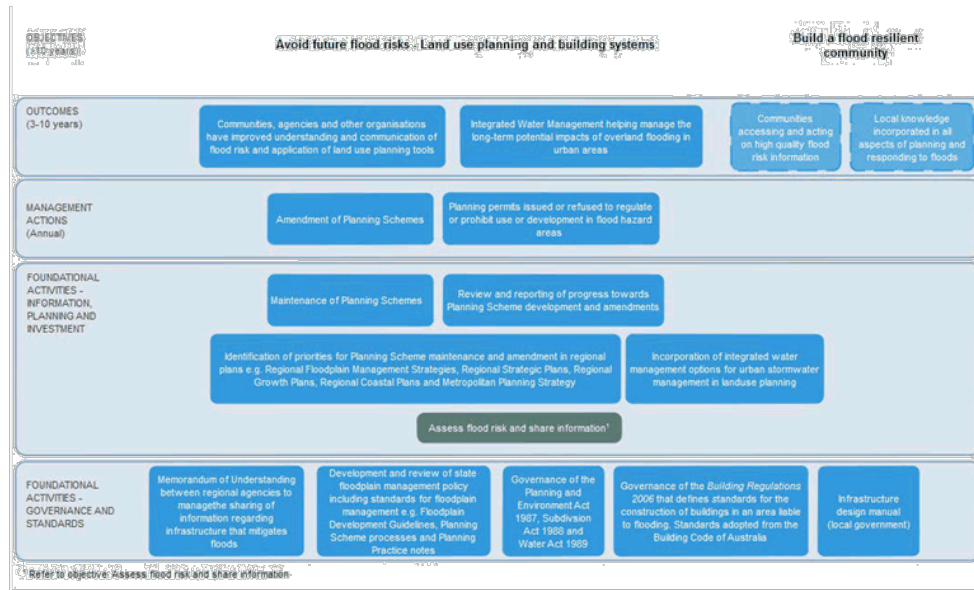 OBJECTIVES
(>10 years)
Avoid future flood risks - Land use planning and building systems
Build a flood resilient
community
OUTCOMES
(3-10 years)
Communities, agencies and other organisations
have improved understanding and communication of
flood risk and application of land use planning tools
Integrated Water Management helping manage the
long-term potential impacts of overland flooding in
urban areas
Communities
accessing and acting
on high quality flood
risk information
Local knowledge
incorporated in all
aspects of planning and
responding to floods
MANAGEMENT
ACTIONS
(Annual)
Amendment of Planning Schemes
Planning permits issued or refused to regulate
or prohibit use or development in flood hazard
areas
FOUNDATIONAL
ACTIVITIES -
INFORMATION,
PLANNING AND
INVESTMENT
Maintenance of Planning Schemes
Review and reporting of progress towards
Planning Scheme development and amendments
Identification of priorities for Planning Scheme maintenance and amendment in regional
plans e.g. Regional Floodplain Management Strategies, Regional Strategic Plans, Regional
Growth Plans, Regional Coastal Plans and Metropolitan Planning Strategy
Incorporation of integrated water
management options for urban stormwater
management in landuse planning
Assess flood risk and share information¹
FOUNDATIONAL
ACTIVITIES -
GOVERNANCE AND
STANDARDS
Memorandum of Understanding
between regional agencies to
managethe sharing of
information regarding
infrastructure that mitigates
floods
Development and review of state
floodplain management policy
including standards for floodplain
management e.g. Floodplain
Development Guidelines, Planning
Scheme processes and Planning
Practice notes
Governance of the
Planning and
Environment Act
1987, Subdivision
Act 1988 and
Water Act 1989
Governance of the Building Regulations
2006 that defines standards for the
construction of buildings in an area liable
to flooding. Standards adopted from the
Building Code of Australia
Infrastructure
design manual
(local government)
¹ Refer to objective: Assess flood risk and share information